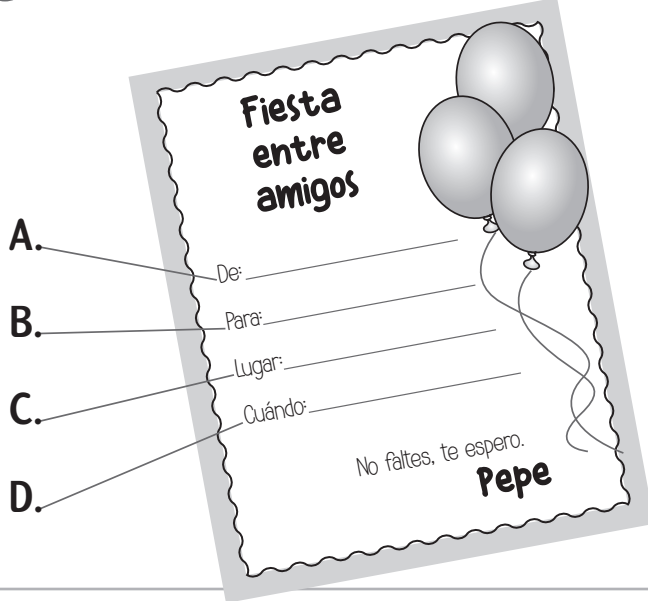 Fiesta
entre
amigos
A.
De:
B.
Para:
C.
Lugar:
D.
Cuándo:
No faltes, te espero.
Pepe